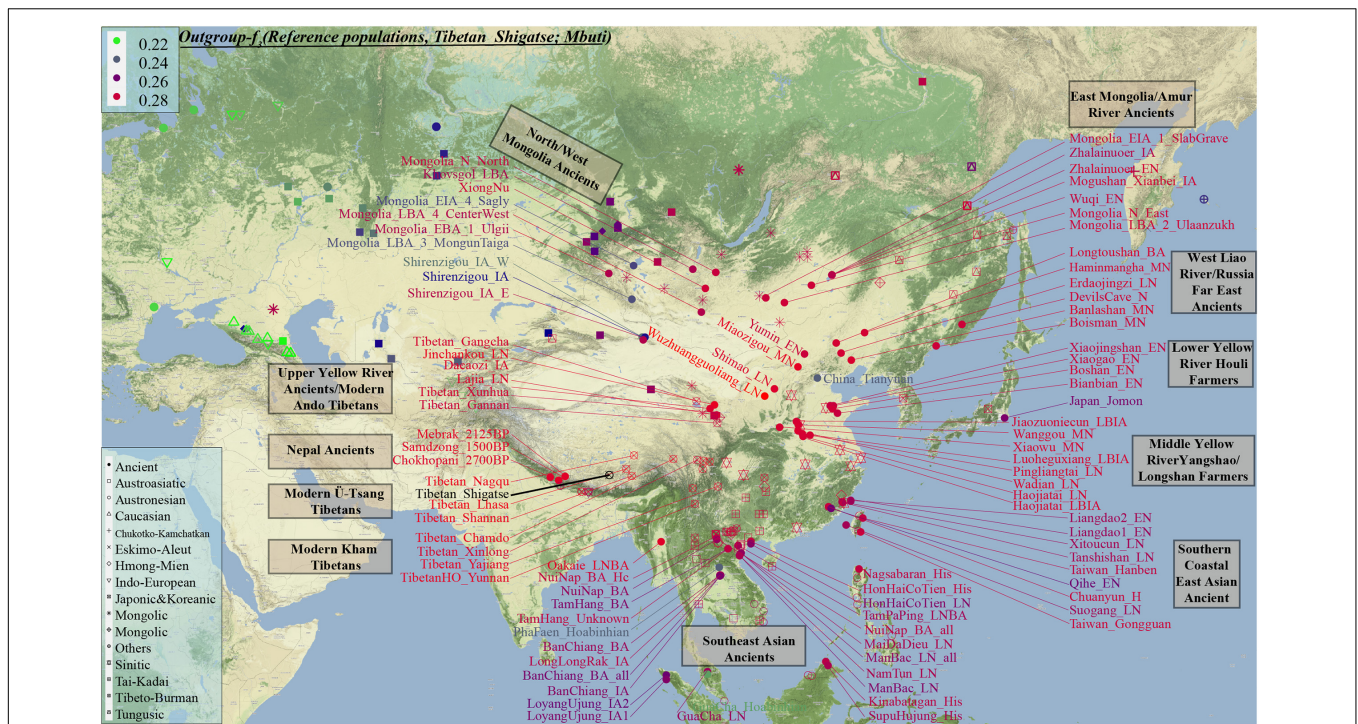 Outgroup-f3(Reference populations, Tibetan_Shigatse; Mbuti)
0.22
0.24
0.26
0.28
North/West
Mongolia Ancients
East Mongolia/Amur
River Ancients
Mongolia_N_North
Khovsgol_LBA
XiongNu
Mongolia_EIA_4_Sagly
Mongolia_LBA_4_CenterWest
Mongolia_EBA_1_Ulgii
Mongolia_LBA_3_MongunTaiga
Shirenzigou_IA_W
Shirenzigou_IA
Shirenzigou_IA_E
Mongolia_EIA_1_SlabGrave
Zhalainuoer_IA
Zhalainuoer_EN
Mogushan_Xianbei_IA
Wuqi_EN
Mongolia_N_East
Mongolia_LBA_2_Ulaanzukh
Longtoushan_BA
Haminmangha_MN
Erdaojingzi_LN
DevilsCave_N
Banlashan_MN
Boisman_MN
West Liao
River/Russia
Far East
Ancients
Yumin_EN
Miaozigou_MN
Shimao_LN
Wuzhuangguoliang_LN
China_Tianyuan
Tibetan_Gangcha
Jinchankou_LN
Dacaozi_IA
Lajia_LN
Tibetan_Xunhua
Tibetan_Gannan
Upper Yellow River
Ancients/Modern
Ando Tibetans
Xiaojingshan_EN
Xiaogao_EN
Boshan_EN
Bianbian_EN
Lower Yellow
River Houli
Farmers
Japan_Jomon
Nepal Ancients
Mebrak_2125BP
Samdzong_1500BP
Chokhopani_2700BP
Jiaozuoniecun_LBIA
Wanggou_MN
Xiaowu_MN
Luoheguxiang_LBIA
Pingliangtai_LN
Wadian_LN
Haojiatai_LN
Haojiatai_LBIA
Middle Yellow
RiverYangshao/
Longshan Farmers
Modern Ü-Tsang
Tibetans
Tibetan_Nagqu
Tibetan_Shigatse
Tibetan_Lhasa
Tibetan_Shannan
Modern Kham
Tibetans
Tibetan_Chamdo
Tibetan_Xinlong
Tibetan_Yajiang
TibetanHO_Yunnan
Liangdao2_EN
Liangdao1_EN
Xitoucun_LN
Tanshishan_LN
Taiwan_Hanben
Qihe_EN
Chuanyun_H
Suogang_LN
Taiwan_Gongguan
Southern
Coastal
East Asian
Ancient
Oakaie_LNBA
NuiNap_BA_Hc
NuiNap_BA
TamHang_BA
TamHang_Unknown
PhaFaen_Hoabinhian
BanChiang_BA
LongLongRak_IA
BanChiang_BA_all
BanChiang_IA
LoyangUjung_IA2
LoyangUjung_IA1
Southeast Asian
Ancients
Nagsabaran_His
HonHaiCoTien_His
HonHaiCoTien_LN
TamPaPing_LNBA
NuiNap_BA_all
MaiDaDieu_LN
ManBac_LN_all
NamTun_LN
ManBac_LN
Kinabatagan_His
SupuHujung_His
GuaCha_LN
Ancient
Austroasiatic
Austronesian
Caucasian
Chukotko-Kamchatkan
Eskimo-Aleut
Hmong-Mien
Indo-European
Japonic&Koreanic
Mongolic
Mongolic
Others
Sinitic
Tai-Kadai
Tibeto-Burman
Tungusic